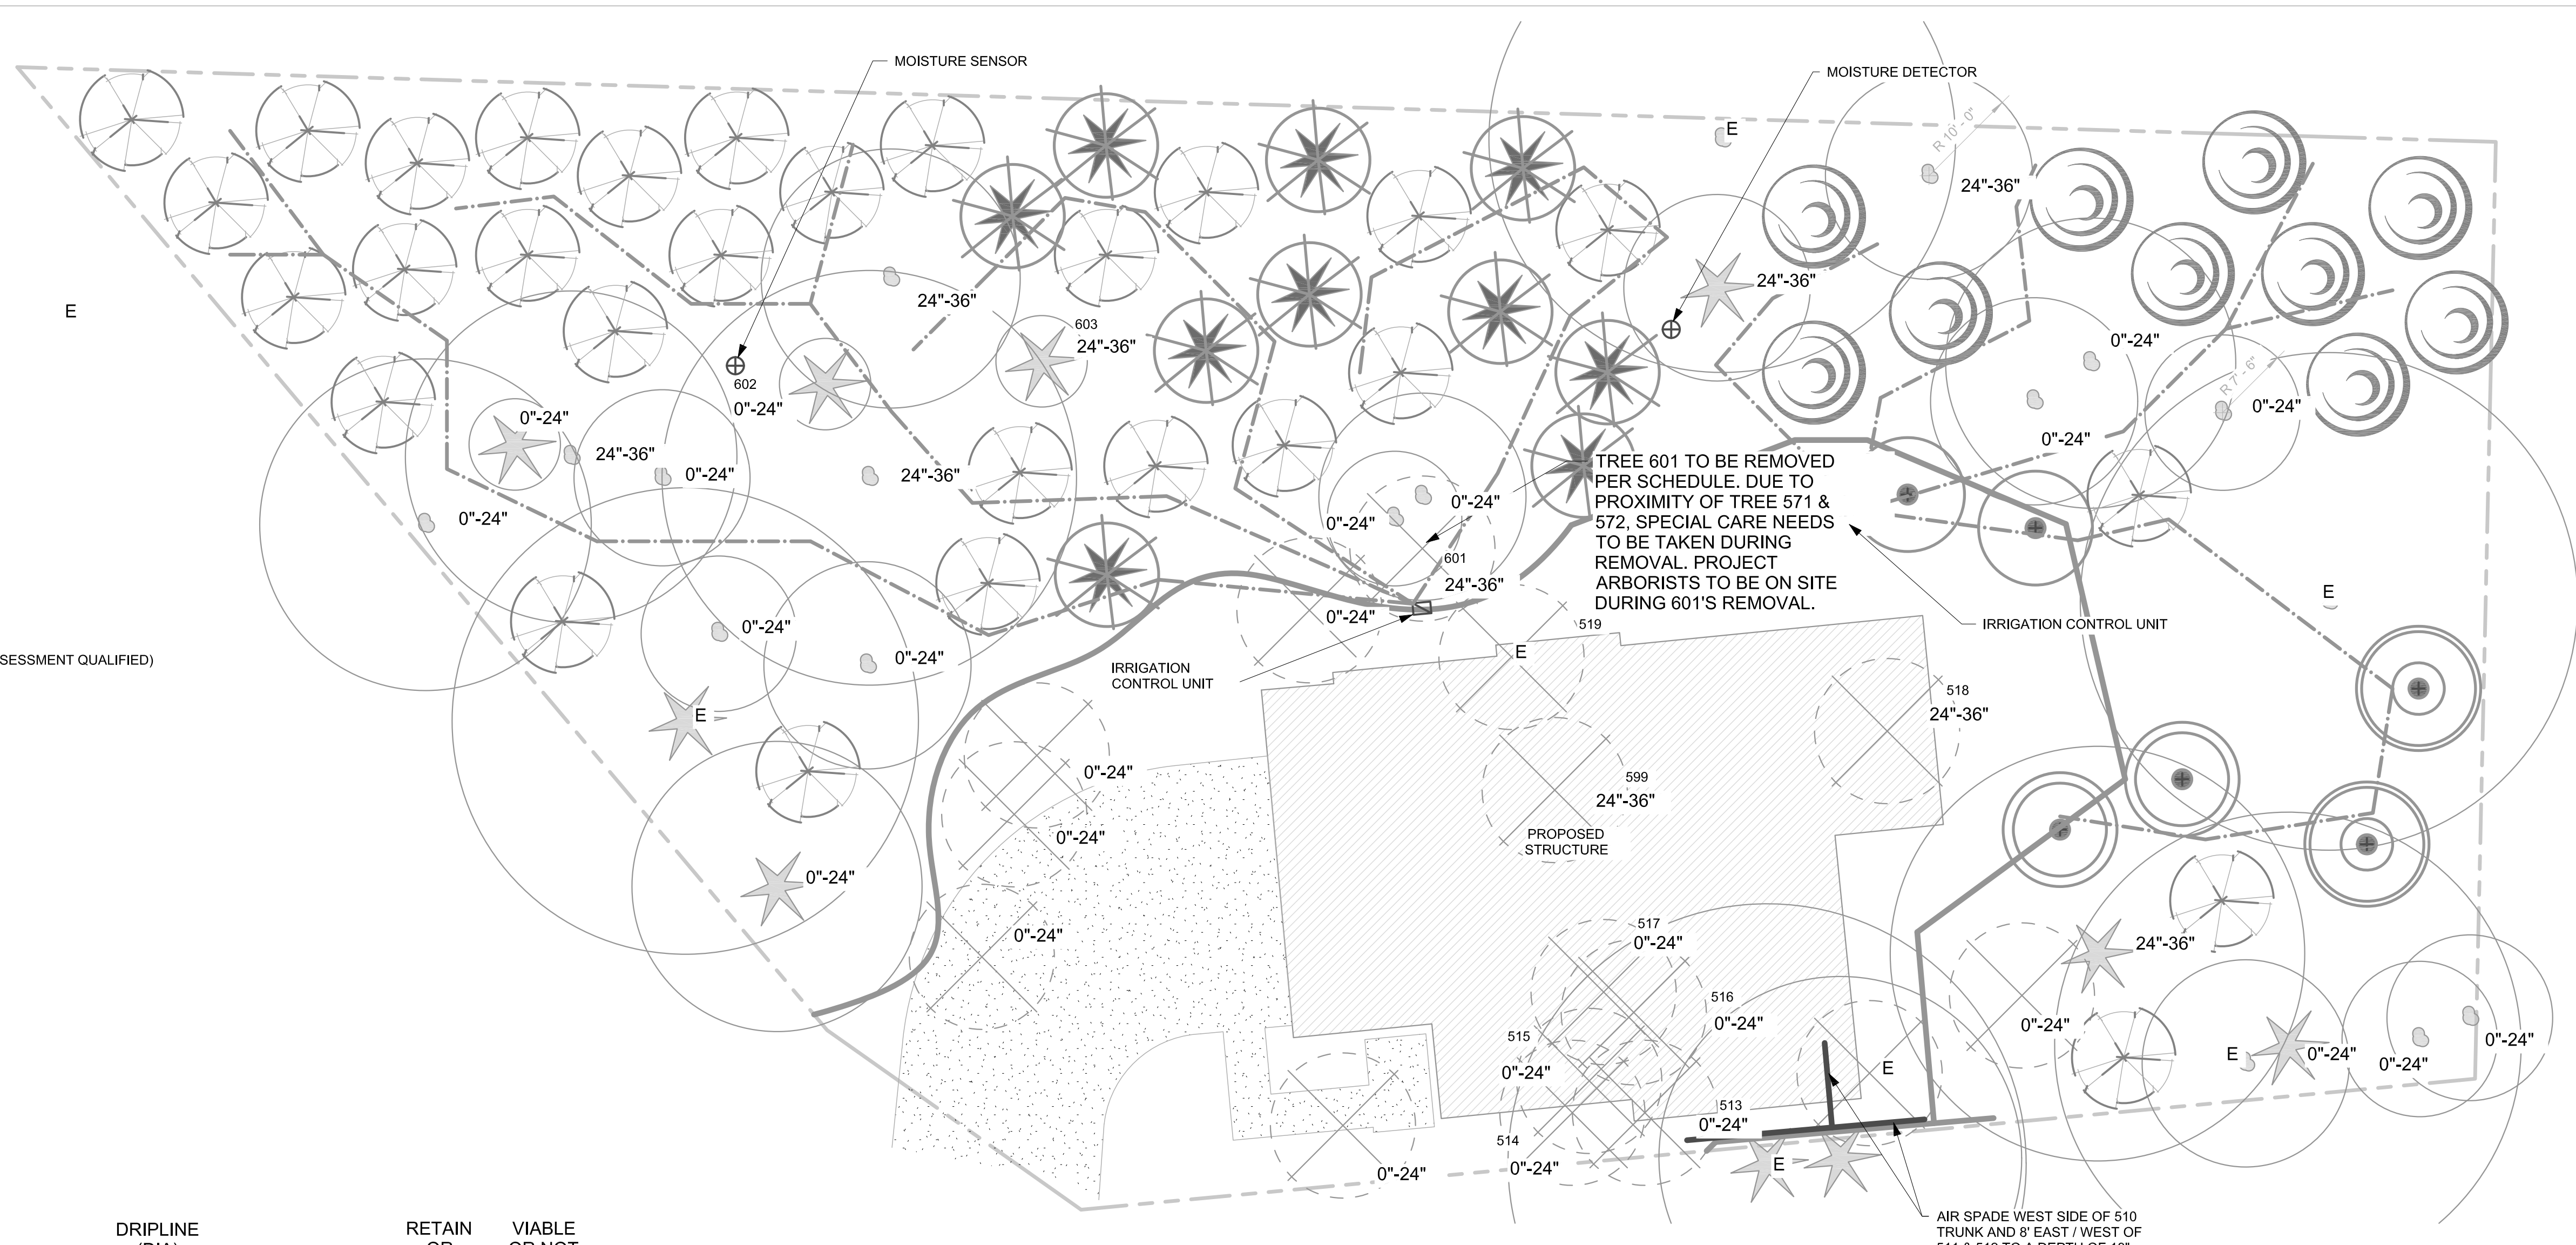 MOISTURE SENSOR
MOISTURE DETECTOR
R 10' - 0"
E
24"-36"
24"-36"
E
24"-36"
603
24"-36"
0"-24"
602
0"-24"
R 7' - 6"
0"-24"
0"-24"
24"-36"
0"-24"
24"-36"
0"-24"
0"-24"
0"-24"
0"-24"
TREE 601 TO BE REMOVED
PER SCHEDULE. DUE TO
PROXIMITY OF TREE 571 &
572, SPECIAL CARE NEEDS
TO BE TAKEN DURING
REMOVAL. PROJECT
ARBORISTS TO BE ON SITE
DURING 601'S REMOVAL.
601
24"-36"
0"-24"
519
E
E
IRRIGATION CONTROL UNIT
0"-24"
SESSMENT QUALIFIED)
0"-24"
IRRIGATION
CONTROL UNIT
518
24"-36"
E
0"-24"
599
24"-36"
PROPOSED
STRUCTURE
0"-24"
0"-24"
0"-24"
517
0"-24"
24"-36"
516
0"-24"
0"-24"
515
0"-24"
E
E
0"-24"
0"-24"
0"-24"
513
0"-24"
514
0"-24"
0"-24"
E
AIR SPADE WEST SIDE OF 510
TRUNK AND 8' EAST / WEST OF
DRIPLINE
RETAIN
VIABLE